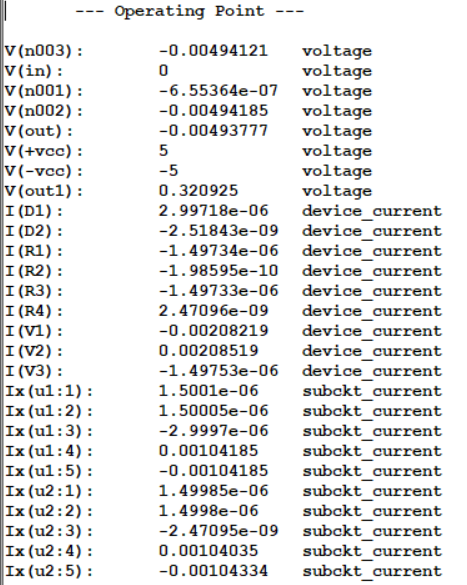 --- Operating Point ---
V(n003): -0.00494121 voltage
V(in): 0 voltage
V(n001): -6.55364e-07 voltage
V(n002): -0.00494185 voltage
V(out): -0.00493777 voltage
V(+vcc): 5 voltage
V(-vcc): -5 voltage
V(out1): 0.320925 voltage
I(D1): 2.99718e-06 device_current
I(D2): -2.51843e-09 device_current
I(R1): -1.49734e-06 device_current
I(R2): -1.98595e-10 device_current
I(R3): -1.49733e-06 device_current
I(R4): 2.47096e-09 device_current
I(V1): -0.00208219 device_current
I(V2): 0.00208519 device_current
I(V3): -1.49753e-06 device_current
Ix(u1:1): 1.5001e-06 subckt_current
Ix(u1:2): 1.50005e-06 subckt_current
Ix(u1:3): -2.9997e-06 subckt_current
Ix(u1:4): 0.00104185 subckt_current
Ix(u1:5): -0.00104185 subckt_current
Ix(u2:1): 1.49985e-06 subckt_current
Ix(u2:2): 1.4998e-06 subckt_current
Ix(u2:3): -2.47095e-09 subckt_current
Ix(u2:4): 0.00104035 subckt_current
Ix(u2:5): -0.00104334 subckt_current